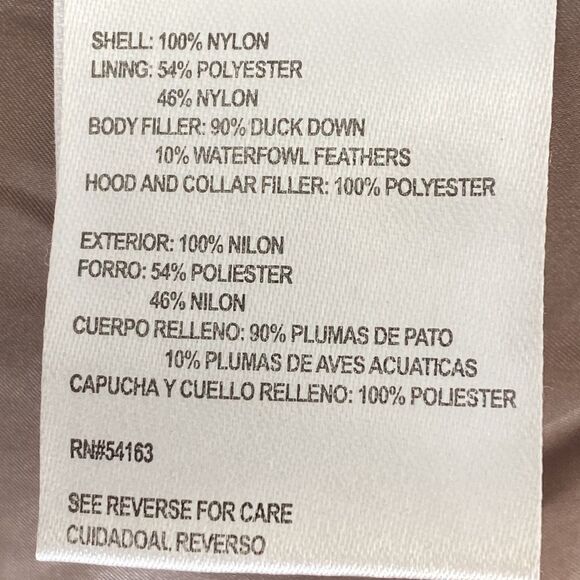 SHELL: 100% NYLON
LINING: 54% POLYESTER
46% NYLON
BODY FILLER: 90% DUCK DOWN
10% WATERFOWL FEATHERS
HOOD AND COLLAR FILLER: 100% POLYESTER
EXTERIOR: 100% NILON
FORRO: 54% POLIESTER
46% NILON
CUERPO RELLENO: 90% PLUMAS DE PATO
10% PLUMAS DE AVES ACUATICAS
CAPUCHA Y CUELLO RELLENO: 100% POLIESTER
RN#54163
SEE REVERSE FOR CARE
CUIDADOAL REVERSO